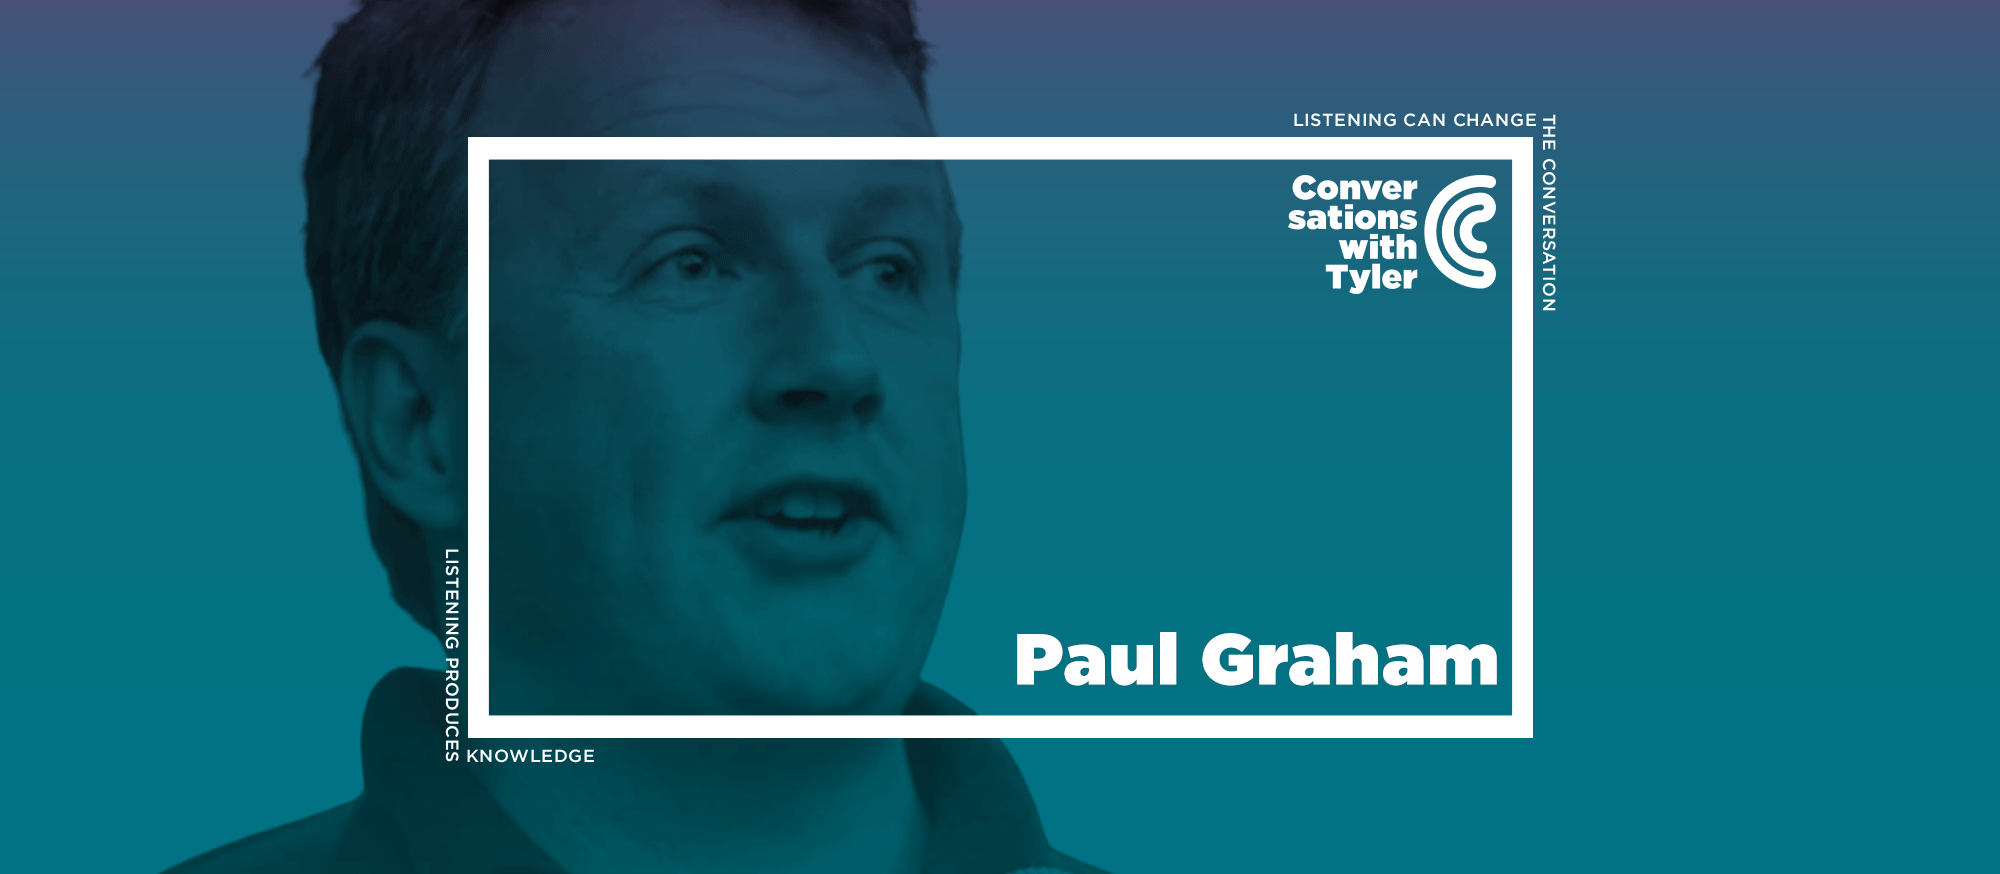 LISTENING CAN CHANGE
THE CONVERSATION
Conver
sations
with
Tyler
Paul Graham
LISTENING PRODUCES
KNOWLEDGE